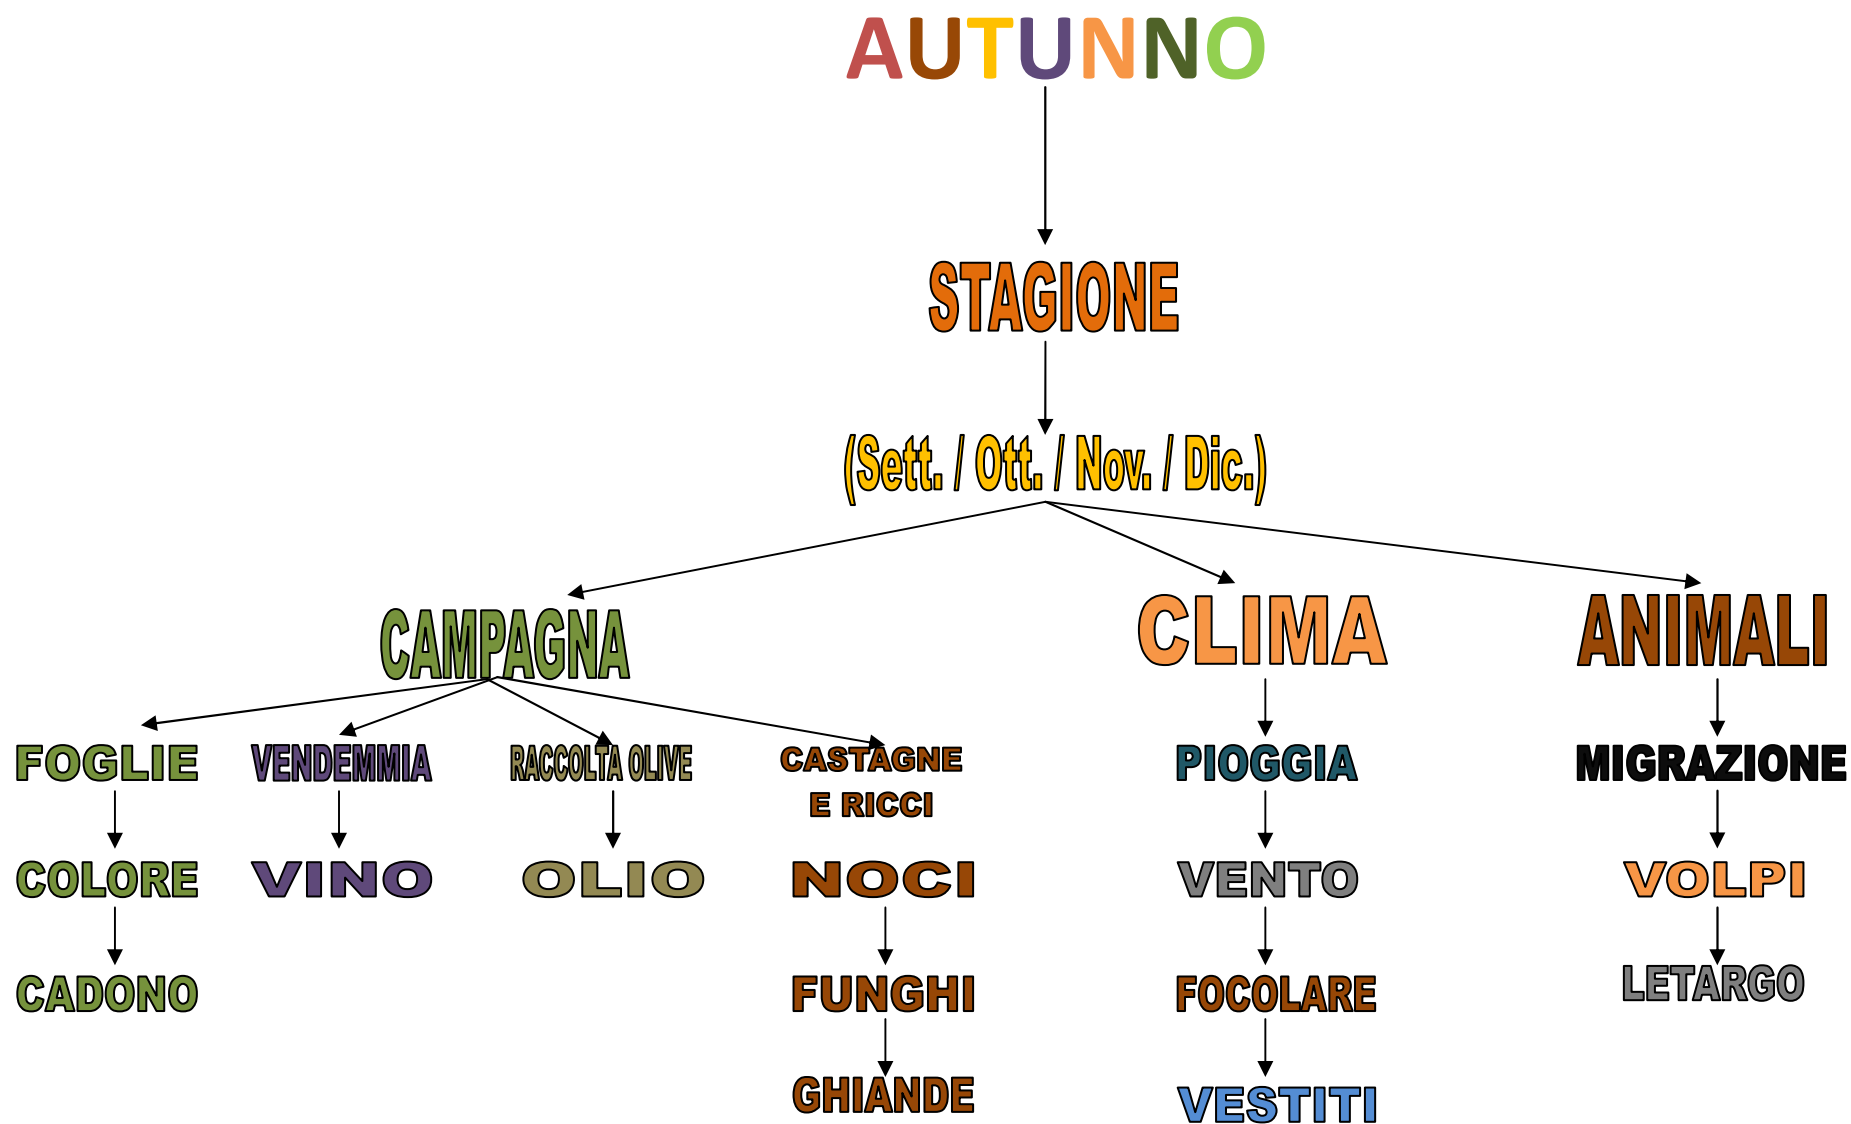 AUTUNNO
STAGIONE
(Sett. / Ott. / Nov. / Dic.)
CAMPAGNA
CLIMA
ANIMALI
FOGLIE
VENDEMMIA
RACCOLTA OLIVE
CASTAGNE
E RICCI
PIOGGIA
MIGRAZIONE
COLORE
VINO
OLIO
NOCI
VENTO
VOLPI
CADONO
FUNGHI
FOCOLARE
LETARGO
GHIANDE
VESTITI